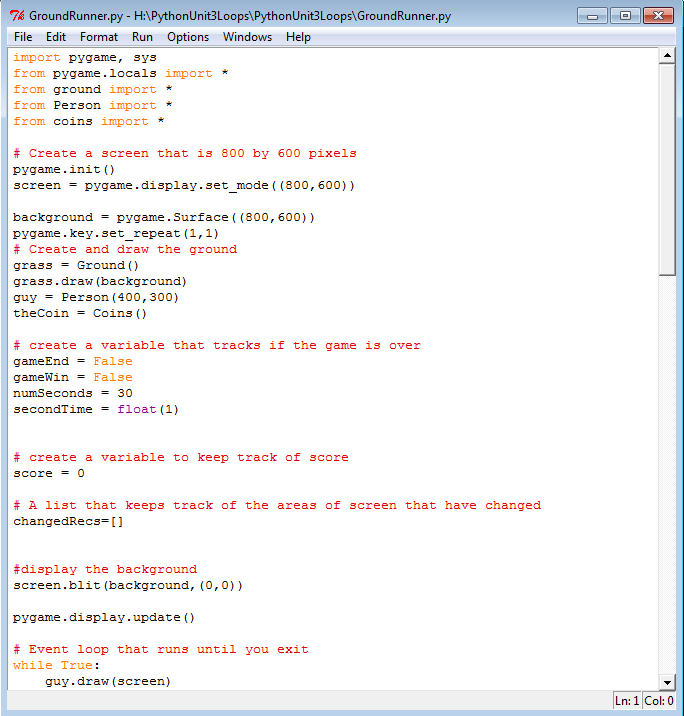 GroundRunner.py - H:\PythonUnit3Loops\PythonUnit3Loops\GroundRunner.py
File Edit Format Run Options Windows Help
import pygame, sys
from pygame.locals import *
from ground import *
from Person import *
from coins import *
# Create a screen that is 800 by 600 pixels
pygame.init()
screen = pygame.display.set_mode((800,600))
background = pygame.Surface((800,600))
pygame.key.set_repeat(1,1)
# Create and draw the ground
grass = Ground()
grass.draw(background)
guy = Person(400,300)
theCoin = Coins()
# create a variable that tracks if the game is over
gameEnd = False
gameWin = False
numSeconds = 30
secondTime = float(1)
# create a variable to keep track of score
score = 0
# A list that keeps track of the areas of screen that have changed
changedRecs=[]
#display the background
screen.blit(background,(0,0))
pygame.display.update()
# Event loop that runs until you exit
while True:
    guy.draw(screen)
Ln: 1 Col: 0